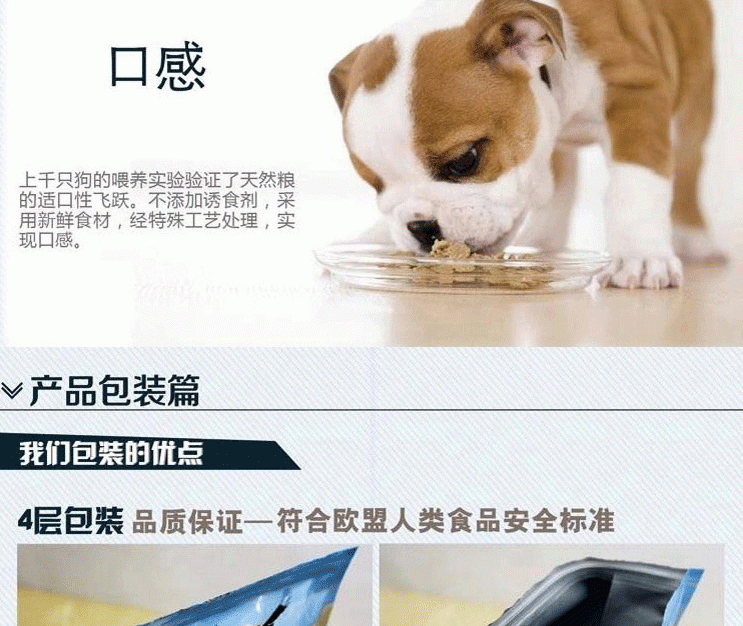 口感
上千只狗的喂养实验验证了天然粮
的适口性飞跃。不添加诱食剂，采
用新鲜食材，经特殊工艺处理，实
现口感。
产品包装篇
我们包装的优点
4层包装 品质保证—符合欧盟人类食品安全标准